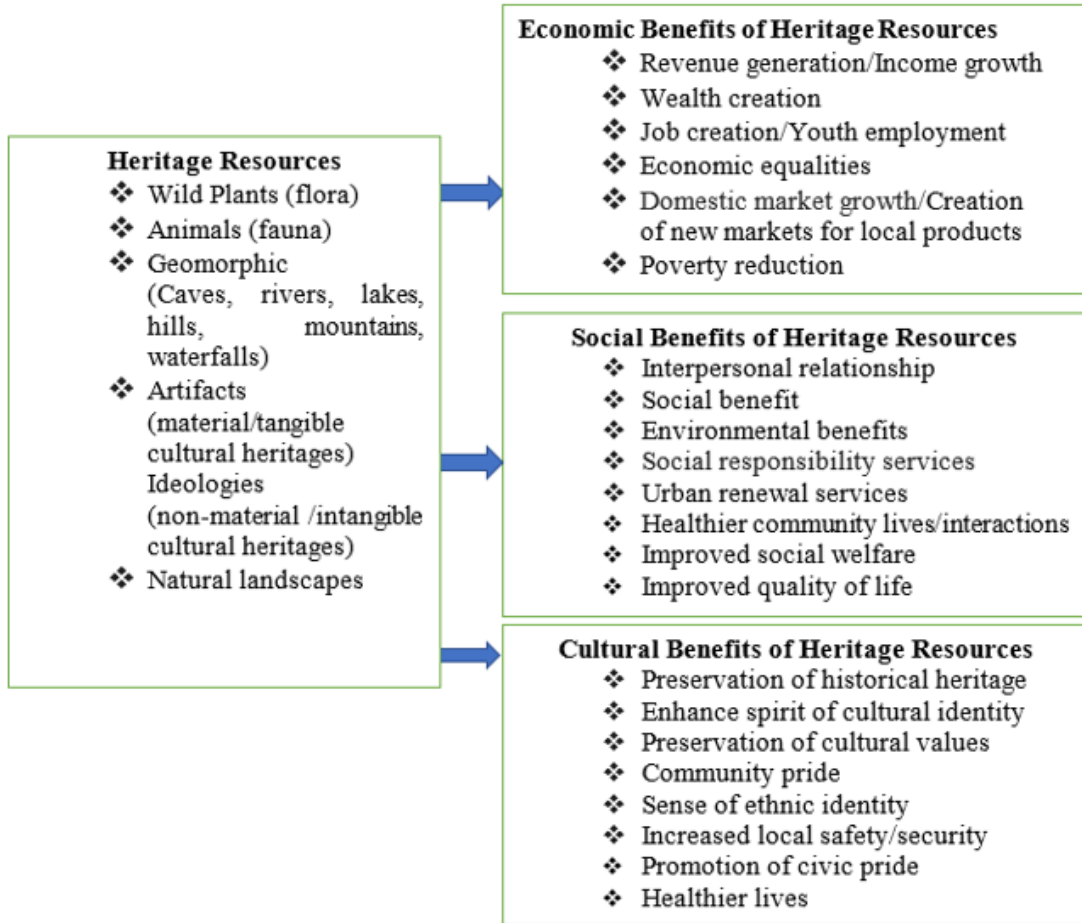 Heritage Resources
❖ Wild Plants (flora)
❖ Animals (fauna)
❖ Geomorphic
(Caves, rivers, lakes,
hills, mountains,
waterfalls)
❖ Artifacts
(material/tangible
cultural heritages)
Ideologies
(non-material /intangible
cultural heritages)
❖ Natural landscapes
Economic Benefits of Heritage Resources
❖ Revenue generation/Income growth
❖ Wealth creation
❖ Job creation/Youth employment
❖ Economic equalities
❖ Domestic market growth/Creation
of new markets for local products
❖ Poverty reduction
Social Benefits of Heritage Resources
❖ Interpersonal relationship
❖ Social benefit
❖ Environmental benefits
❖ Social responsibility services
❖ Urban renewal services
❖ Healthier community lives/interactions
❖ Improved social welfare
❖ Improved quality of life
Cultural Benefits of Heritage Resources
❖ Preservation of historical heritage
❖ Enhance spirit of cultural identity
❖ Preservation of cultural values
❖ Community pride
❖ Sense of ethnic identity
❖ Increased local safety/security
❖ Promotion of civic pride
❖ Healthier lives